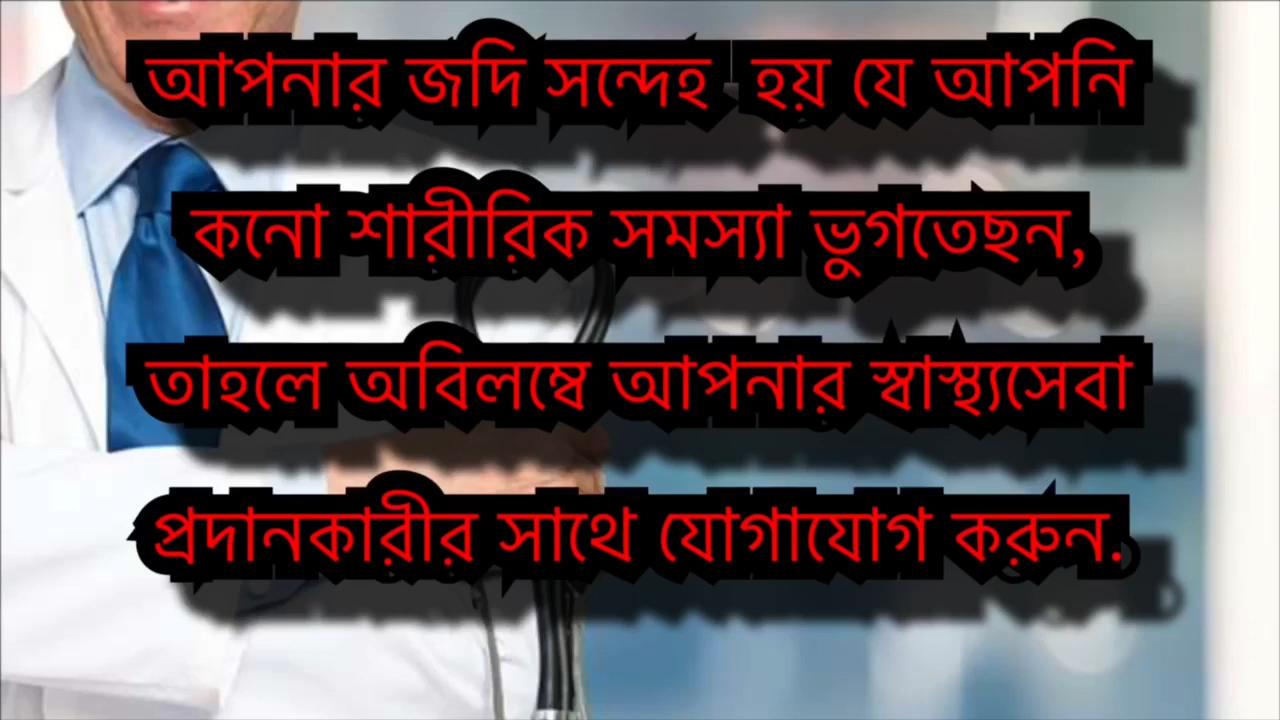 আপনার জদি সন্দেহ হয় যে আপনি
কনো শারীরিক সমস্যা ভুগতেছেন,
তাহলে অবিলম্বে আপনার স্বাস্থ্যসেবা
প্রদানকারীর সাথে যোগাযোগ করুন.